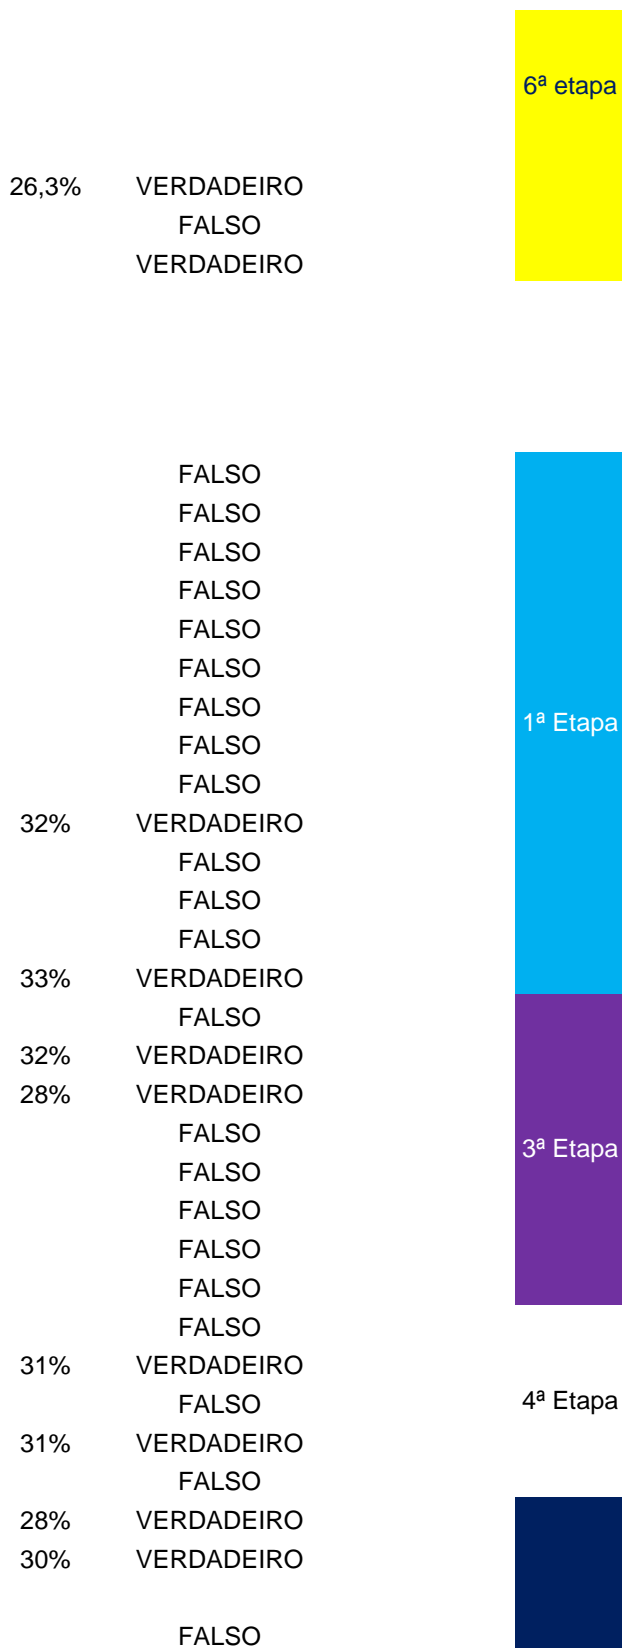 6ª etapa
26,3% VERDADEIRO
FALSO
VERDADEIRO
FALSO
FALSO
FALSO
FALSO
FALSO
FALSO
FALSO
1ª Etapa
FALSO
FALSO
32% VERDADEIRO
FALSO
FALSO
FALSO
33% VERDADEIRO
FALSO
32% VERDADEIRO
28% VERDADEIRO
FALSO
3ª Etapa
FALSO
FALSO
FALSO
FALSO
FALSO
31% VERDADEIRO
FALSO
4ª Etapa
31% VERDADEIRO
FALSO
28% VERDADEIRO
30% VERDADEIRO
FALSO